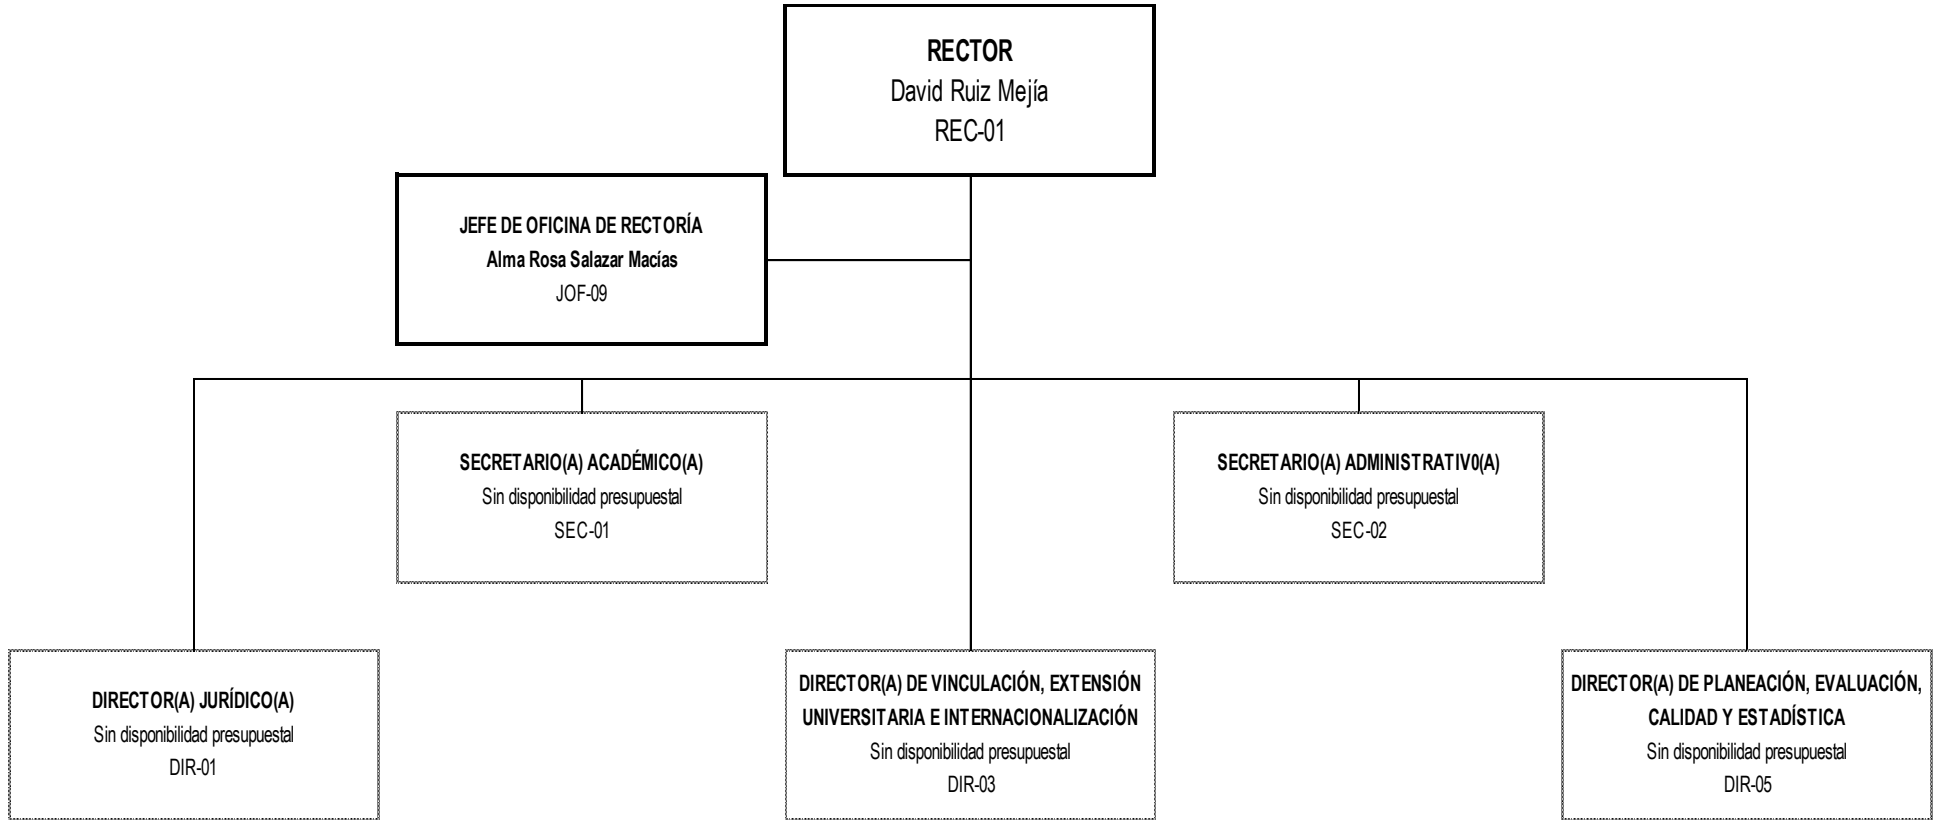 RECTOR
David Ruiz Mejía
REC-01
JEFE DE OFICINA DE RECTORÍA
Alma Rosa Salazar Macías
JOF-09
SECRETARIO(A) ACADÉMICO(A)
Sin disponibilidad presupuestal
SEC-01
SECRETARIO(A) ADMINISTRATIV0(A)
Sin disponibilidad presupuestal
SEC-02
DIRECTOR(A) JURÍDICO(A)
Sin disponibilidad presupuestal
DIR-01
DIRECTOR(A) DE VINCULACIÓN, EXTENSIÓN
UNIVERSITARIA E INTERNACIONALIZACIÓN
Sin disponibilidad presupuestal
DIR-03
DIRECTOR(A) DE PLANEACIÓN, EVALUACIÓN,
CALIDAD Y ESTADÍSTICA
Sin disponibilidad presupuestal
DIR-05